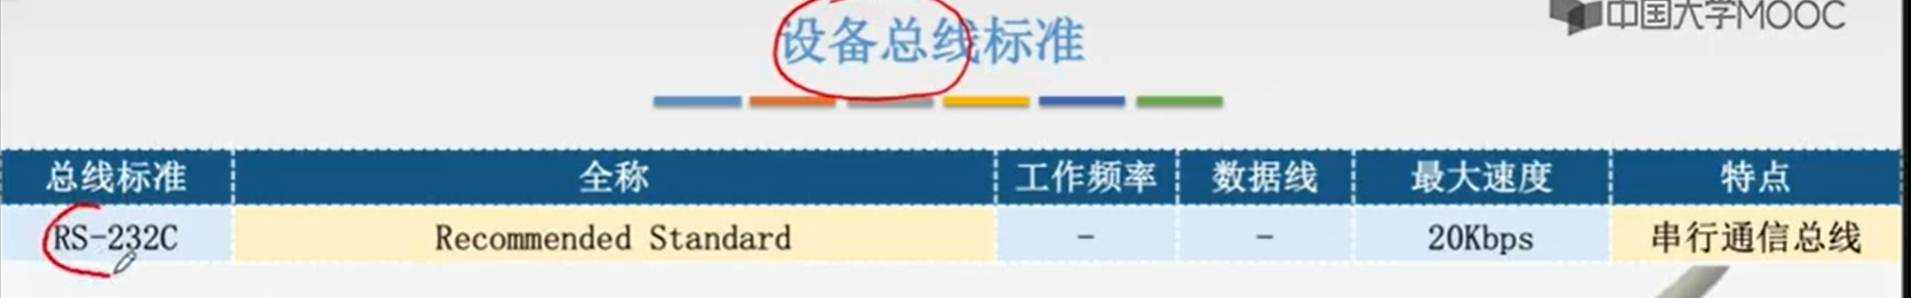 设备总线标准
中国大学MOOC
总线标准 全称 工作频率 数据线 最大速度 特点
RS-232C Recommended Standard - - 20Kbps 串行通信总线